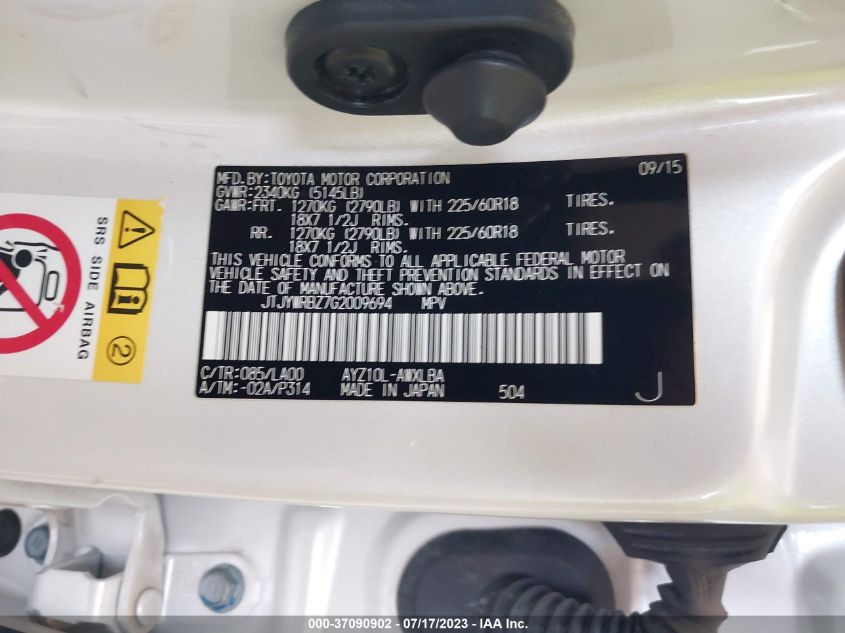 MFD.BY:TOYOTA MOTOR CORPORATION 09/15
GVWR:2340KG (5145LB)
GAWR:FRT. 1270KG (2790LB) WITH 225/60R18 TIRES.
18X7 1/2J RIMS.
RR. 1270KG (2790LB) WITH 225/60R18 TIRES.
18X7 1/2J RIMS.
THIS VEHICLE CONFORMS TO ALL APPLICABLE FEDERAL MOTOR
VEHICLE SAFETY AND THEFT PREVENTION STANDARDS IN EFFECT ON
THE DATE OF MANUFACTURE SHOWN ABOVE.
JTJYWRBZ7G2009694 MPV
C/TR:085/LA00 AYZ10L-AWXLBA
A/TM:-02A/P314 MADE IN JAPAN 504 J
SRS SIDE AIRBAG
2
000-37090902 / 07/17/2023 - © IAA Inc.